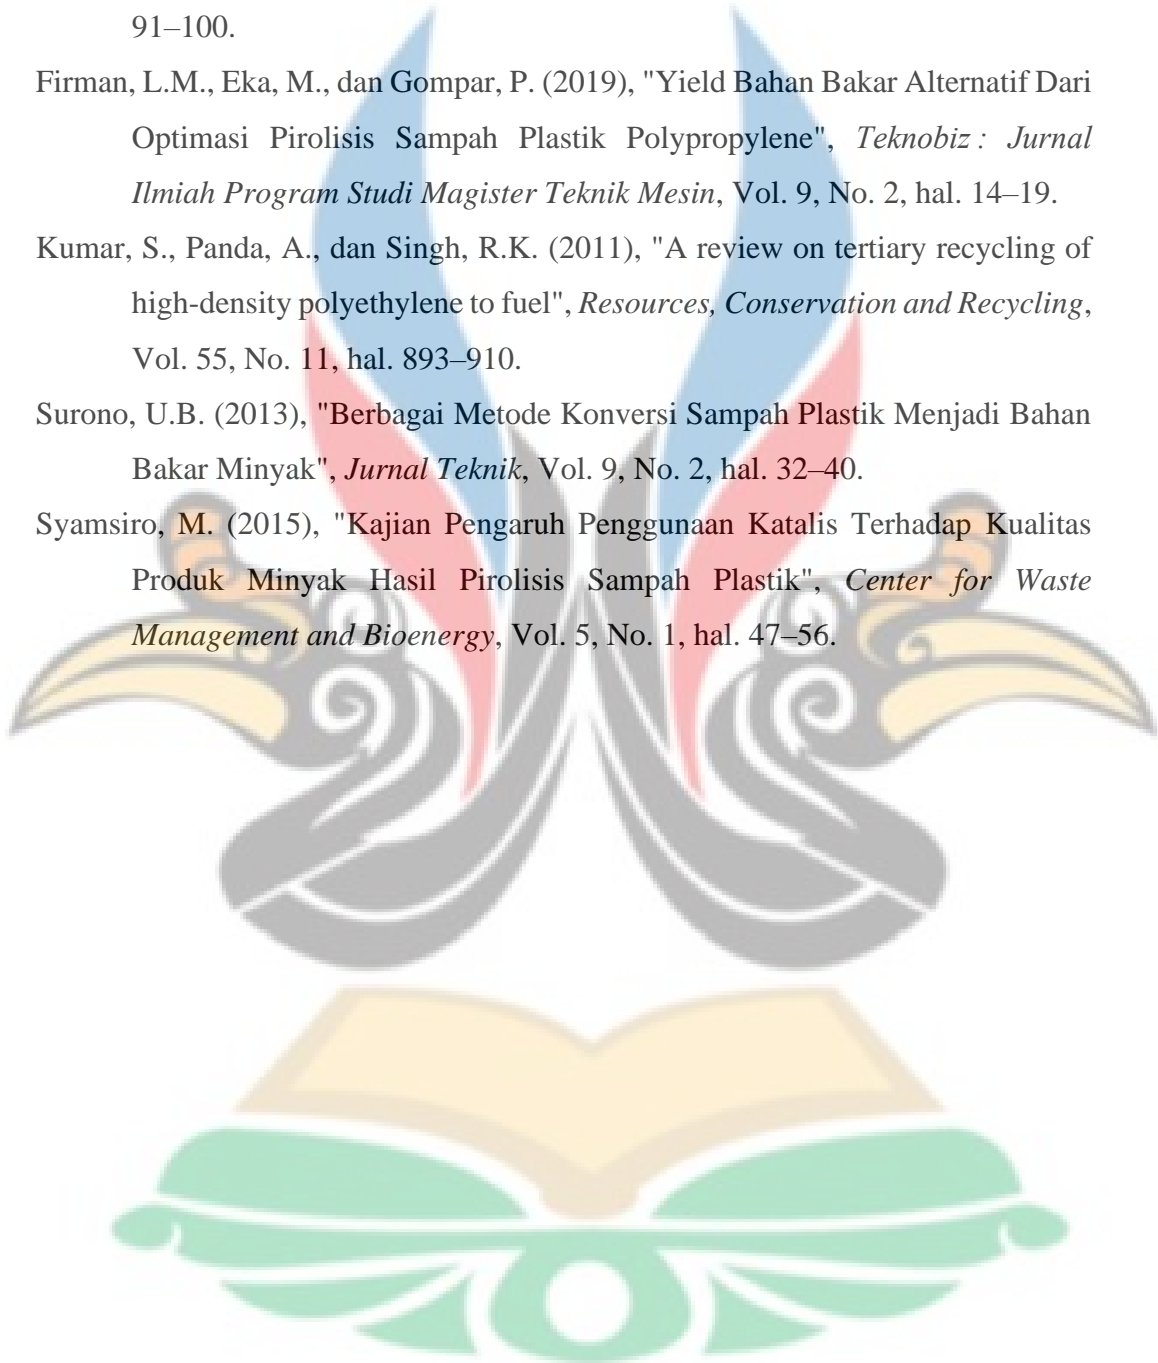 91–100.
Firman, L.M., Eka, M., dan Gompar, P. (2019), "Yield Bahan Bakar Alternatif Dari
Optimasi Pirolisis Sampah Plastik Polypropylene", Teknobiz : Jurnal
Ilmiah Program Studi Magister Teknik Mesin, Vol. 9, No. 2, hal. 14–19.
Kumar, S., Panda, A., dan Singh, R.K. (2011), "A review on tertiary recycling of
high-density polyethylene to fuel", Resources, Conservation and Recycling,
Vol. 55, No. 11, hal. 893–910.
Surono, U.B. (2013), "Berbagai Metode Konversi Sampah Plastik Menjadi Bahan
Bakar Minyak", Jurnal Teknik, Vol. 9, No. 2, hal. 32–40.
Syamsiro, M. (2015), "Kajian Pengaruh Penggunaan Katalis Terhadap Kualitas
Produk Minyak Hasil Pirolisis Sampah Plastik", Center for Waste
Management and Bioenergy, Vol. 5, No. 1, hal. 47–56.